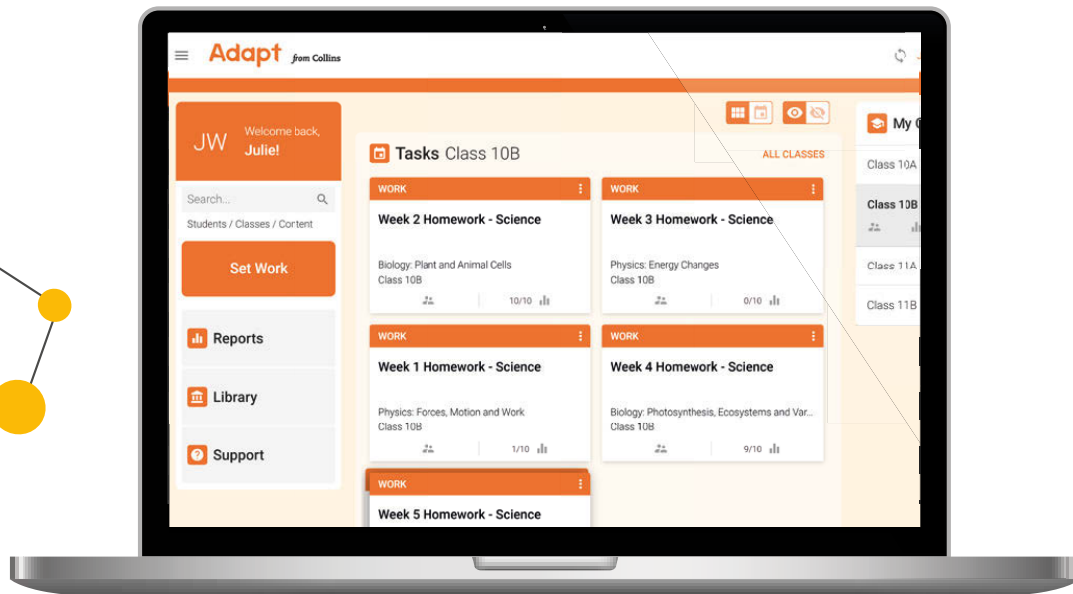 Adapt from Collins
JW
Welcome back,
Julie!
Search...
Students / Classes / Content
Set Work
Reports
Library
Support
Tasks Class 10B
ALL CLASSES
WORK
Week 2 Homework - Science
Biology: Plant and Animal Cells
Class 10B
10/10
WORK
Week 3 Homework - Science
Physics: Energy Changes
Class 10B
0/10
WORK
Week 1 Homework - Science
Physics: Forces, Motion and Work
Class 10B
1/10
WORK
Week 4 Homework - Science
Biology: Photosynthesis, Ecosystems and Var...
Class 10B
9/10
WORK
Week 5 Homework - Science
My
Class 10A
Class 10B
Class 11A
Class 11B